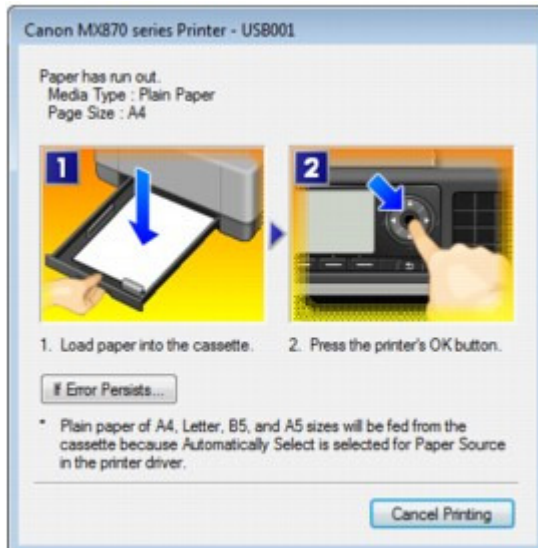 Canon MX870 series Printer - USB001
Paper has run out.
Media Type : Plain Paper
Page Size : A4
1
2
1. Load paper into the cassette.
2. Press the printer's OK button.
If Error Persists...
* Plain paper of A4, Letter, B5, and A5 sizes will be fed from the
cassette because Automatically Select is selected for Paper Source
in the printer driver.
Cancel Printing